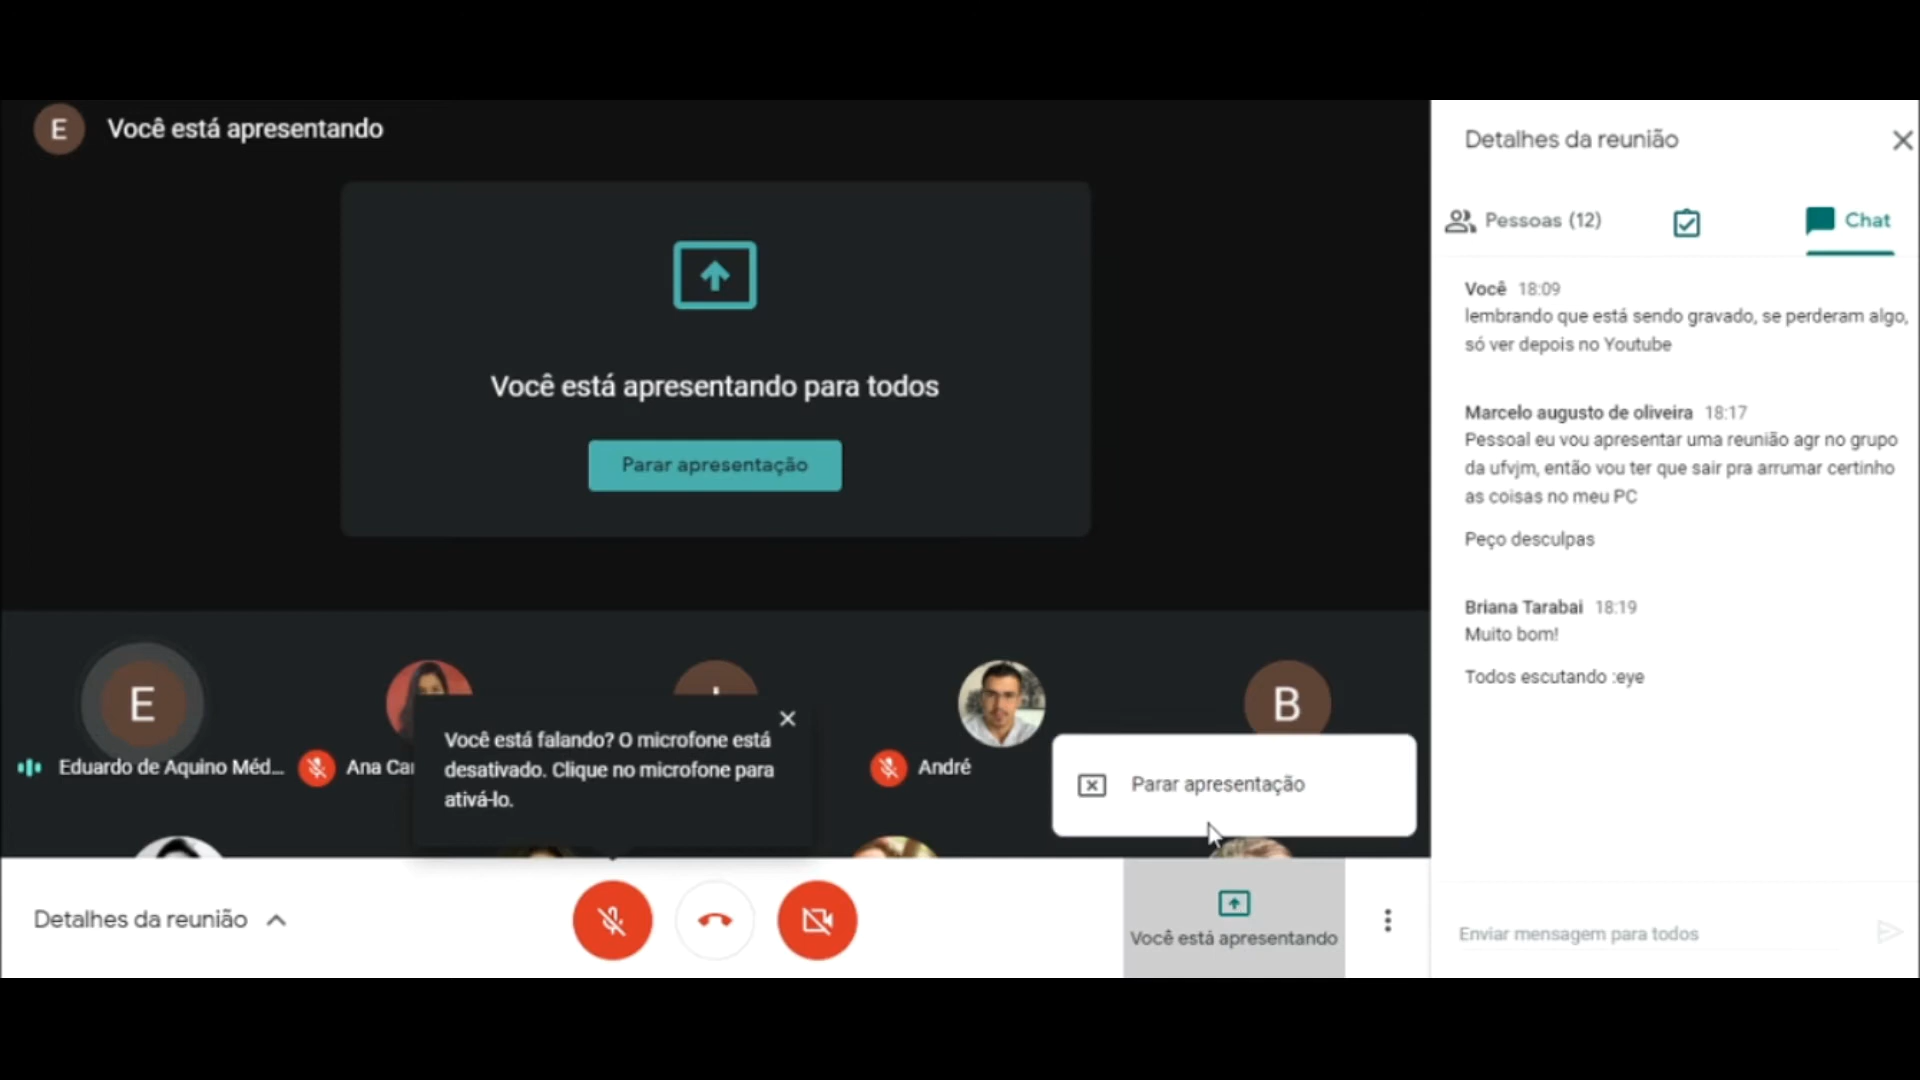 E
Você está apresentando
Você está apresentando para todos
Parar apresentação
E
B
Eduardo de Aquino Méd...
Ana Ca
André
Você está falando? O microfone está
desativado. Clique no microfone para
ativá-lo.
Parar apresentação
Detalhes da reunião
Você está apresentando
Detalhes da reunião
Pessoas (12)
Chat
Você 18:09
lembrando que está sendo gravado, se perderam algo,
só ver depois no Youtube
Marcelo augusto de oliveira 18:17
Pessoal eu vou apresentar uma reunião agr no grupo
da ufvjm, então vou ter que sair pra arrumar certinho
as coisas no meu PC
Peço desculpas
Briana Tarabai 18:19
Muito bom!
Todos escutando :eye
Enviar mensagem para todos